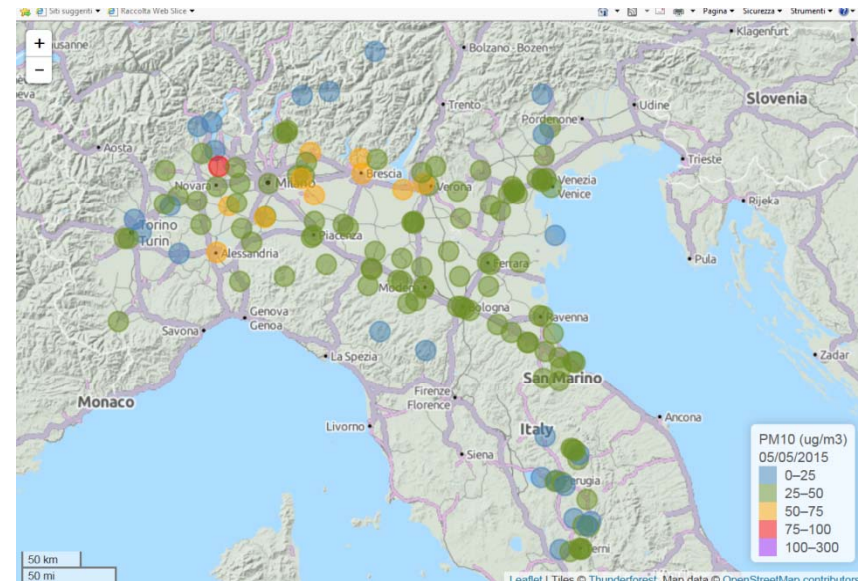 Siti suggeriti ▾ Raccolta Web Slice ▾
Pagina ▾ Sicurezza ▾ Strumenti ▾
+
−
Klagenfurt
Bolzano - Bozen
Slovenia
Trento
Udine
Pordenone
Aosta
Trieste
Brescia
Novara
Milano
Verona
Venezia
Venice
Rijeka
Torino
Turin
Piacenza
Pula
Alessandria
Ferrara
Modena
Genova
Genoa
Bologna
Ravenna
Savona
La Spezia
Zadar
San Marino
Monaco
Firenze
Florence
Livorno
Ancona
Italy
Siena
Perugia
Terni
PM10 (ug/m3)
05/05/2015
0–25
25–50
50–75
75–100
100–300
50 km
50 mi
Leaflet | Tiles © Thunderforest, Map data © OpenStreetMap contributors